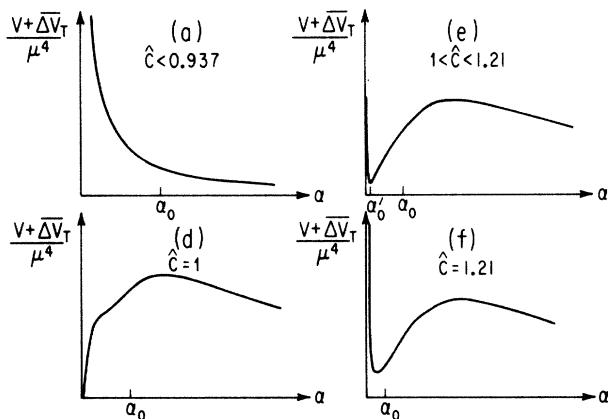 V + ΔV̅_T / μ⁴
(a)
Ĉ < 0.937
α₀
α
V + ΔV̅_T / μ⁴
(e)
1 < Ĉ < 1.21
α₀′
α₀
α
V + ΔV̅_T / μ⁴
(d)
Ĉ = 1
α₀
α
V + ΔV̅_T / μ⁴
(f)
Ĉ = 1.21
α₀
α